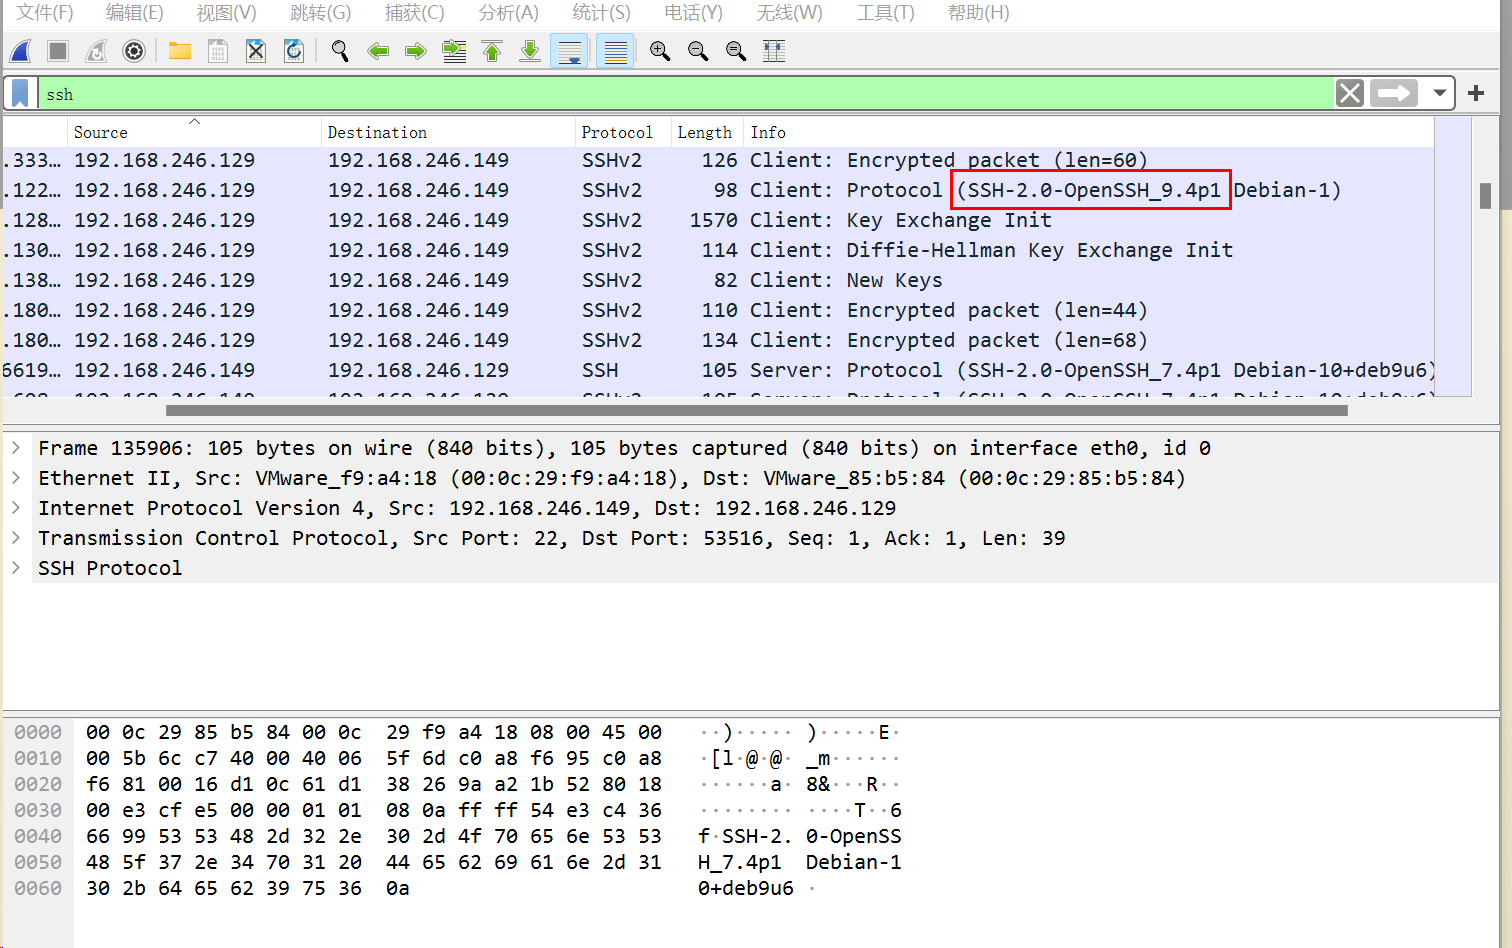 文件(F) 编辑(E) 视图(V) 跳转(G) 捕获(C) 分析(A) 统计(S) 电话(Y) 无线(W) 工具(T) 帮助(H)
ssh
Source Destination Protocol Length Info
.333… 192.168.246.129 192.168.246.149 SSHv2 126 Client: Encrypted packet (len=60)
.122… 192.168.246.129 192.168.246.149 SSHv2 98 Client: Protocol (SSH-2.0-OpenSSH_9.4p1 Debian-1)
.128… 192.168.246.129 192.168.246.149 SSHv2 1570 Client: Key Exchange Init
.130… 192.168.246.129 192.168.246.149 SSHv2 114 Client: Diffie-Hellman Key Exchange Init
.138… 192.168.246.129 192.168.246.149 SSHv2 82 Client: New Keys
.180… 192.168.246.129 192.168.246.149 SSHv2 110 Client: Encrypted packet (len=44)
.180… 192.168.246.129 192.168.246.149 SSHv2 134 Client: Encrypted packet (len=68)
6619… 192.168.246.149 192.168.246.129 SSH 105 Server: Protocol (SSH-2.0-OpenSSH_7.4p1 Debian-10+deb9u6)
Frame 135906: 105 bytes on wire (840 bits), 105 bytes captured (840 bits) on interface eth0, id 0
Ethernet II, Src: VMware_f9:a4:18 (00:0c:29:f9:a4:18), Dst: VMware_85:b5:84 (00:0c:29:85:b5:84)
Internet Protocol Version 4, Src: 192.168.246.149, Dst: 192.168.246.129
Transmission Control Protocol, Src Port: 22, Dst Port: 53516, Seq: 1, Ack: 1, Len: 39
SSH Protocol
0000 00 0c 29 85 b5 84 00 0c 29 f9 a4 18 08 00 45 00 ··)····· )·····E·
0010 00 5b 6c c7 40 00 40 06 5f 6d c0 a8 f6 95 c0 a8 ·[l·@·@· _m······
0020 f6 81 00 16 d1 0c 61 d1 38 26 9a a2 1b 52 80 18 ······a· 8&···R··
0030 00 e3 cf e5 00 00 01 01 08 0a ff ff 54 e3 c4 36 ········ ····T··6
0040 66 99 53 53 48 2d 32 2e 30 2d 4f 70 65 6e 53 53 f·SSH-2. 0-OpenSS
0050 48 5f 37 2e 34 70 31 20 44 65 62 69 61 6e 2d 31 H_7.4p1 Debian-1
0060 30 2b 64 65 62 39 75 36 0a 0+deb9u6 ·